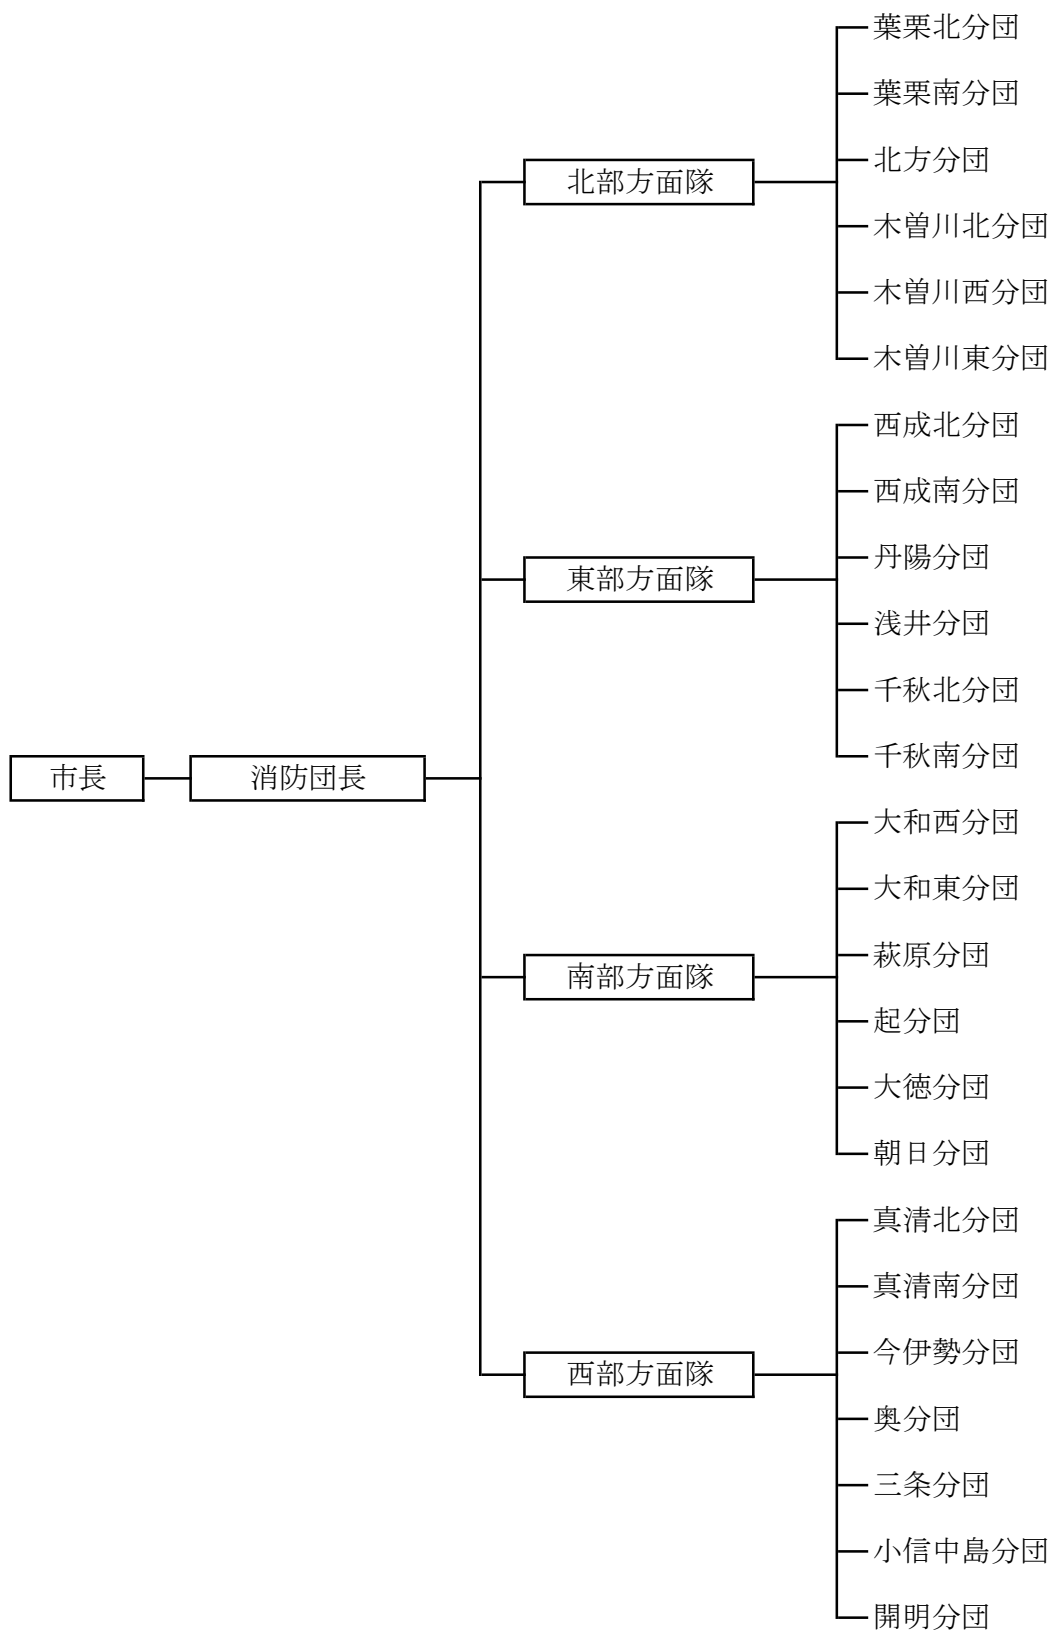 市長
消防団長
北部方面隊
葉栗北分団
葉栗南分団
北方分団
木曽川北分団
木曽川西分団
木曽川東分団
東部方面隊
西成北分団
西成南分団
丹陽分団
浅井分団
千秋北分団
千秋南分団
南部方面隊
大和西分団
大和東分団
萩原分団
起分団
大徳分団
朝日分団
西部方面隊
真清北分団
真清南分団
今伊勢分団
奥分団
三条分団
小信中島分団
開明分団